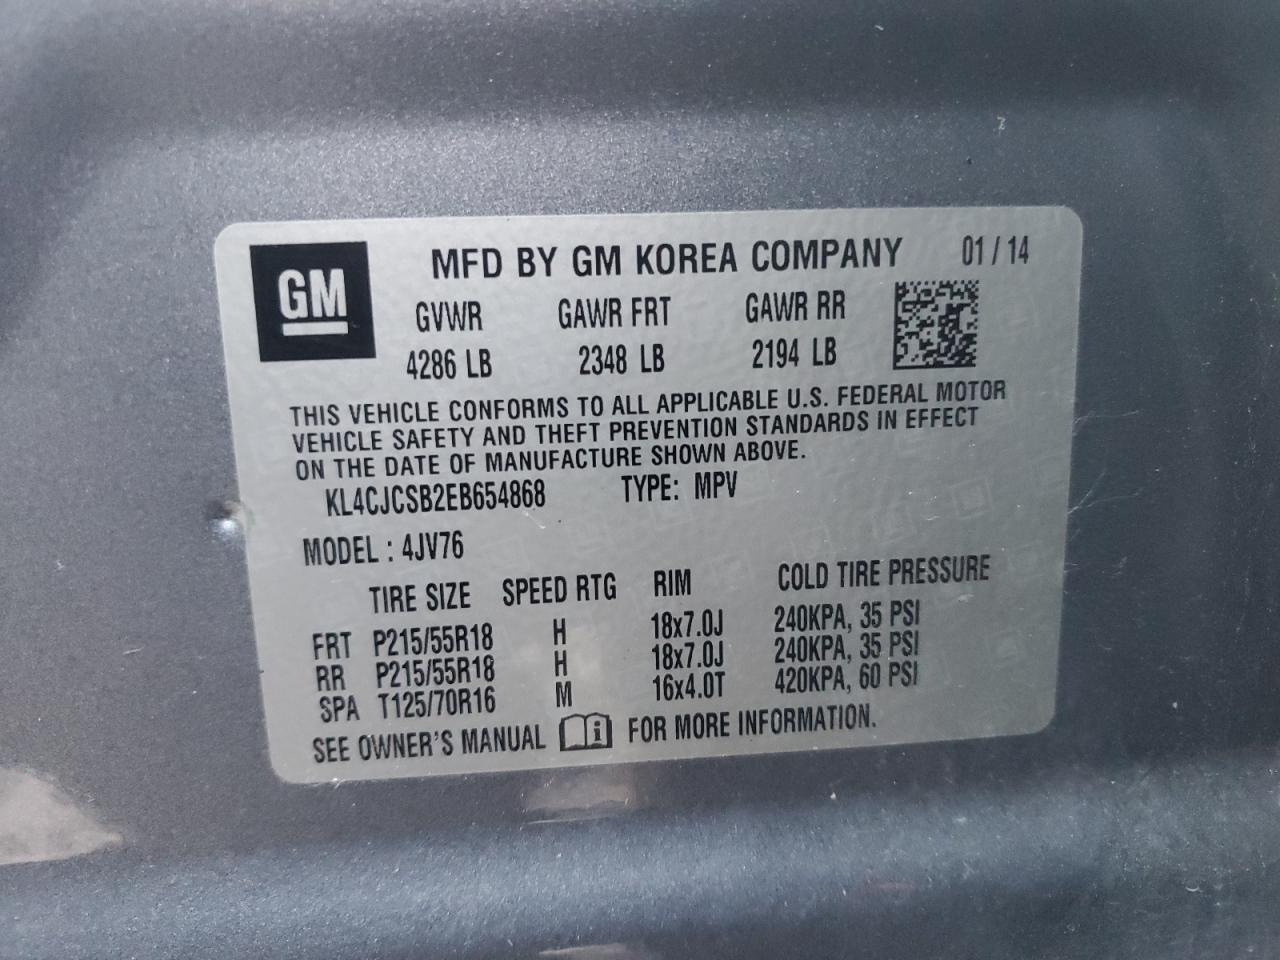 GM MFD BY GM KOREA COMPANY 01 / 14
GVWR GAWR FRT GAWR RR
4286 LB 2348 LB 2194 LB
THIS VEHICLE CONFORMS TO ALL APPLICABLE U.S. FEDERAL MOTOR
VEHICLE SAFETY AND THEFT PREVENTION STANDARDS IN EFFECT
ON THE DATE OF MANUFACTURE SHOWN ABOVE.
KL4CJCSB2EB654868 TYPE: MPV
MODEL : 4JV76
TIRE SIZE SPEED RTG RIM COLD TIRE PRESSURE
FRT P215/55R18 H 18x7.0J 240KPA, 35 PSI
RR P215/55R18 H 18x7.0J 240KPA, 35 PSI
SPA T125/70R16 M 16x4.0T 420KPA, 60 PSI
SEE OWNER'S MANUAL i FOR MORE INFORMATION.